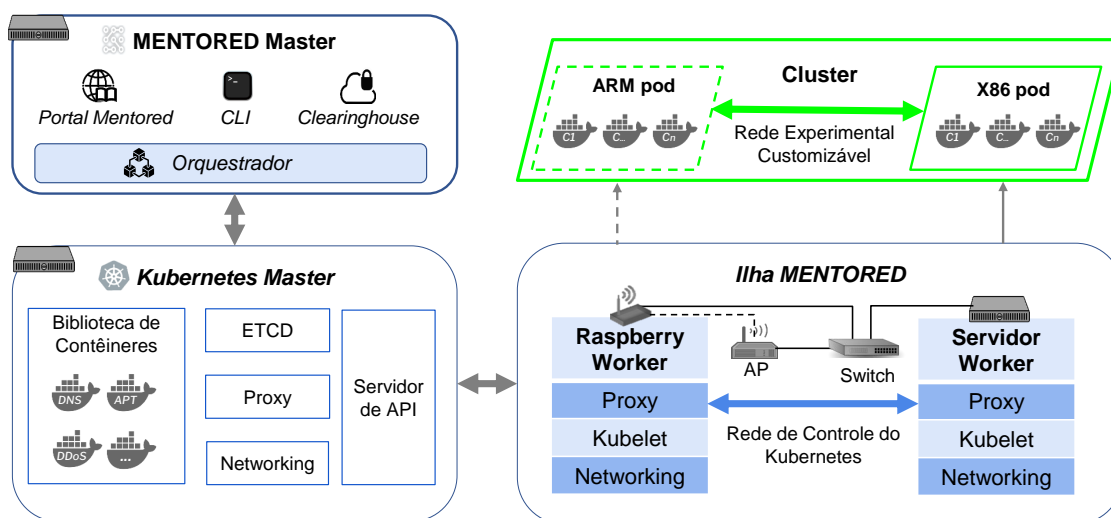 MENTORED Master
Portal Mentored
CLI
Clearinghouse
Orquestrador
Cluster
ARM pod
C1
C...
Cn
Rede Experimental
Customizável
X86 pod
C1
C..
Cn
Kubernetes Master
Biblioteca de
Contêineres
DNS
APT
DDoS
...
ETCD
Proxy
Networking
Servidor
de API
Ilha MENTORED
Raspberry
Worker
Proxy
Kubelet
Networking
AP
Switch
Rede de Controle do
Kubernetes
Servidor
Worker
Proxy
Kubelet
Networking